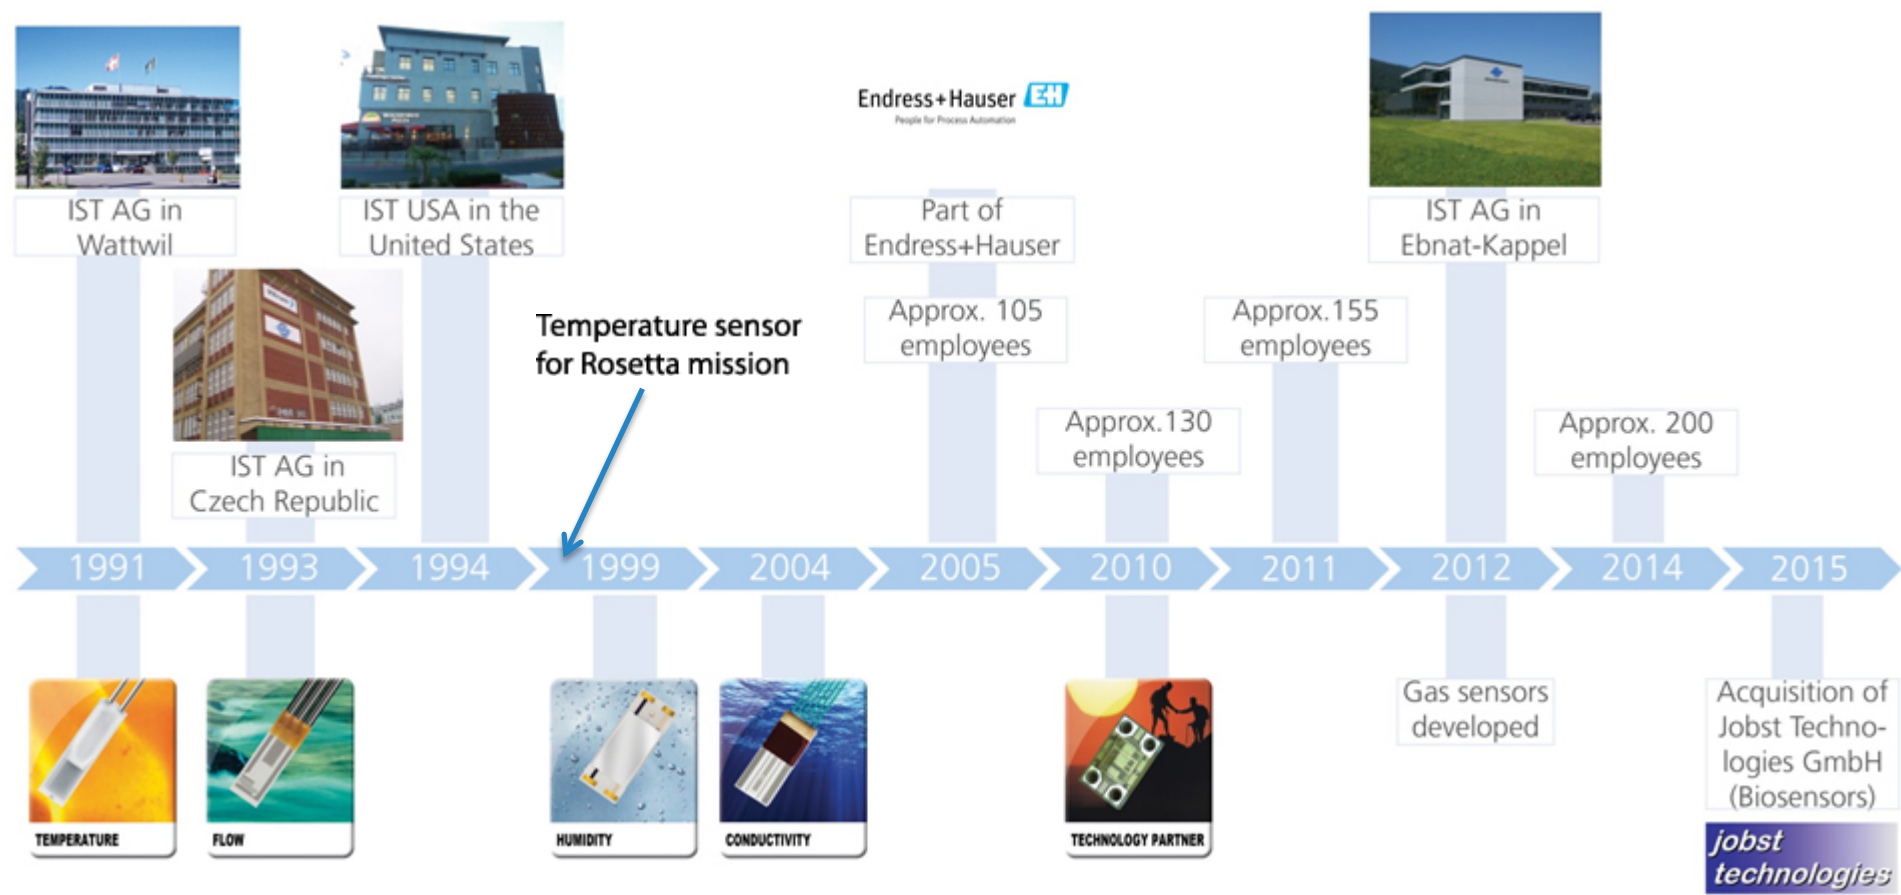 Endress+Hauser EH
People for Process Automation
IST AG in
Wattwil
IST USA in the
United States
Part of
Endress+Hauser
IST AG in
Ebnat-Kappel
Temperature sensor
for Rosetta mission
Approx. 105
employees
Approx.155
employees
Approx.130
employees
Approx. 200
employees
IST AG in
Czech Republic
1991
1993
1994
1999
2004
2005
2010
2011
2012
2014
2015
TEMPERATURE
FLOW
HUMIDITY
CONDUCTIVITY
TECHNOLOGY PARTNER
Gas sensors
developed
Acquisition of
Jobst Techno-
logies GmbH
(Biosensors)
jobst
technologies